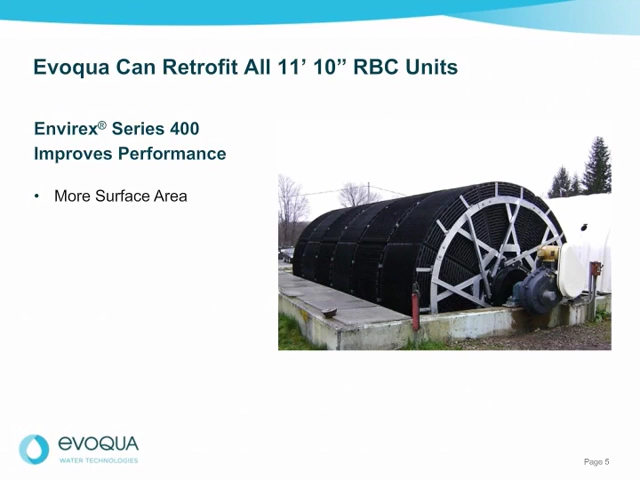 Evoqua Can Retrofit All 11’ 10” RBC Units
Envirex® Series 400
Improves Performance
• More Surface Area
evoqua
WATER TECHNOLOGIES
Page 5